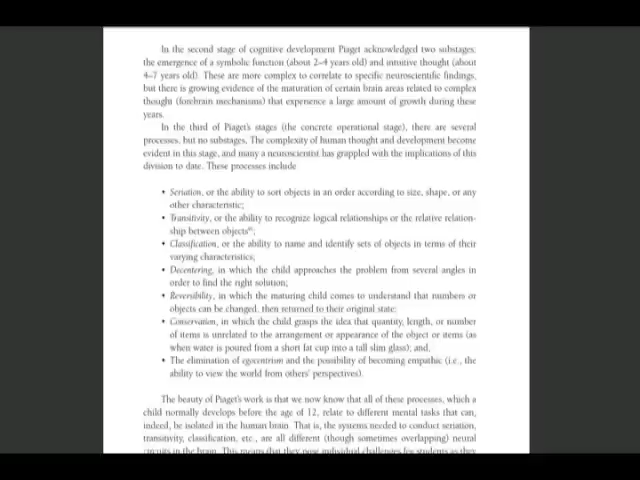 In the second stage of cognitive development Piaget acknowledged two substages:
the emergence of a symbolic function (about 2–4 years old) and intuitive thought (about
4–7 years old). These are more complex to correlate to specific neuroscientific findings,
but there is growing evidence of the maturation of certain brain areas related to complex
thought (forebrain mechanisms) that experience a large amount of growth during these
years.
In the third of Piaget's stages (the concrete operational stage), there are several
processes, but no substages. The complexity of human thought and development become
evident in this stage, and many a neuroscientist has grappled with the implications of this
division to date. These processes include
• Seriation, or the ability to sort objects in an order according to size, shape, or any
other characteristic;
• Transitivity, or the ability to recognize logical relationships or the relative relation-
ship between objects;
• Classification, or the ability to name and identify sets of objects in terms of their
varying characteristics;
• Decentering, in which the child approaches the problem from several angles in
order to find the right solution;
• Reversibility, in which the maturing child comes to understand that numbers or
objects can be changed, then returned to their original state;
• Conservation, in which the child grasps the idea that quantity, length, or number
of items is unrelated to the arrangement or appearance of the object or items (as
when water is poured from a short fat cup into a tall slim glass); and,
• The elimination of egocentrism and the possibility of becoming empathic (i.e., the
ability to view the world from others' perspectives).
The beauty of Piaget's work is that we now know that all of these processes, which a
child normally develops before the age of 12, relate to different mental tasks that can,
indeed, be isolated in the human brain. That is, the systems needed to conduct seriation,
transitivity, classification, etc., are all different (though sometimes overlapping) neural
circuits in the brain. This means that they pose individual challenges for students as they